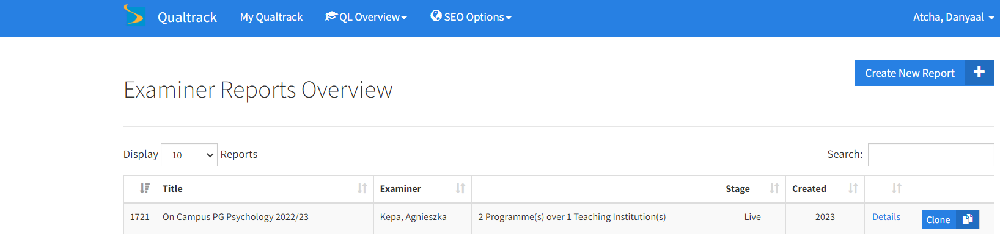 Qualtrack My Qualtrack QL Overview SEO Options Atcha, Danyaal
Create New Report
Examiner Reports Overview
Display 10 Reports Search:
Title Examiner Stage Created
1721 On Campus PG Psychology 2022/23 Kepa, Agnieszka 2 Programme(s) over 1 Teaching Institution(s) Live 2023 Details Clone